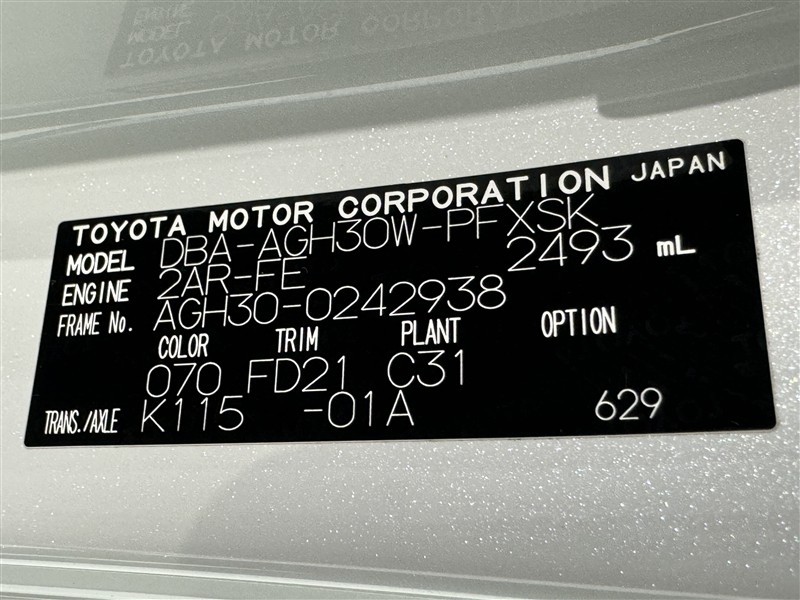 TOYOTA MOTOR CORPORATION JAPAN
MODEL DBA-AGH30W-PFXSK
ENGINE 2AR-FE 2493 mL
FRAME No. AGH30-0242938
COLOR TRIM PLANT OPTION
070 FD21 C31
TRANS./AXLE K115 -01A 629